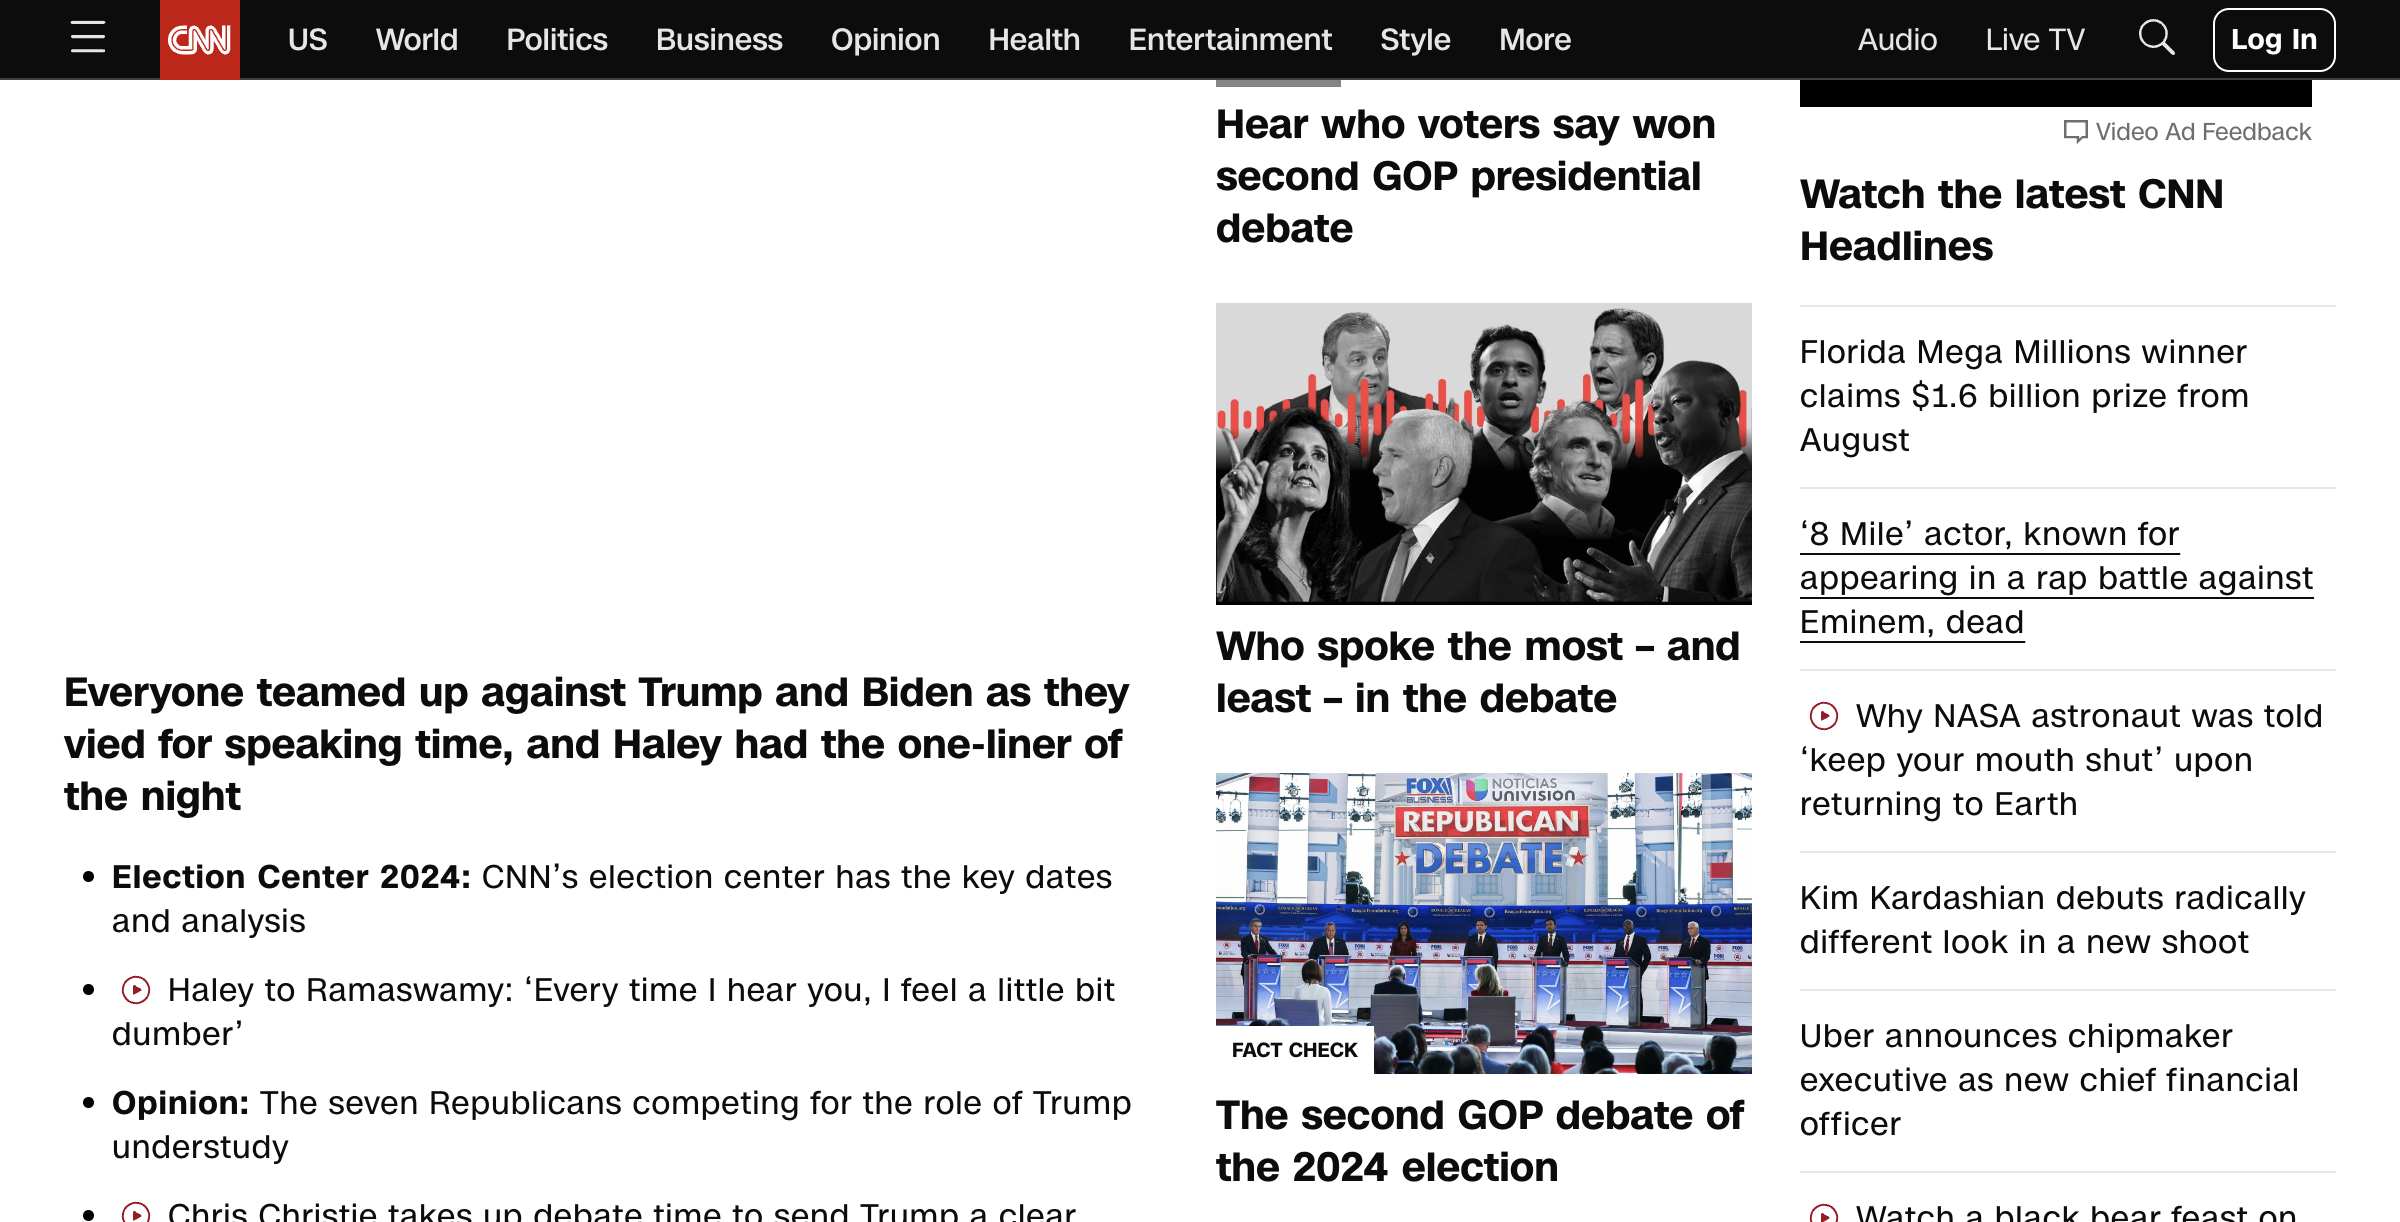 CNN
US World Politics Business Opinion Health Entertainment Style More Audio Live TV Log In
Everyone teamed up against Trump and Biden as they
vied for speaking time, and Haley had the one-liner of
the night
Election Center 2024: CNN’s election center has the key dates
and analysis
Haley to Ramaswamy: ‘Every time I hear you, I feel a little bit
dumber’
Opinion: The seven Republicans competing for the role of Trump
understudy
Chris Christie takes up debate time to send Trump a clear
Hear who voters say won
second GOP presidential
debate
Who spoke the most – and
least – in the debate
FOX BUSINESS
NOTICIAS
UNIVISION
REPUBLICAN
DEBATE
FACT CHECK
The second GOP debate of
the 2024 election
Video Ad Feedback
Watch the latest CNN
Headlines
Florida Mega Millions winner
claims $1.6 billion prize from
August
‘8 Mile’ actor, known for
appearing in a rap battle against
Eminem, dead
Why NASA astronaut was told
‘keep your mouth shut’ upon
returning to Earth
Kim Kardashian debuts radically
different look in a new shoot
Uber announces chipmaker
executive as new chief financial
officer
Watch a black bear feast on